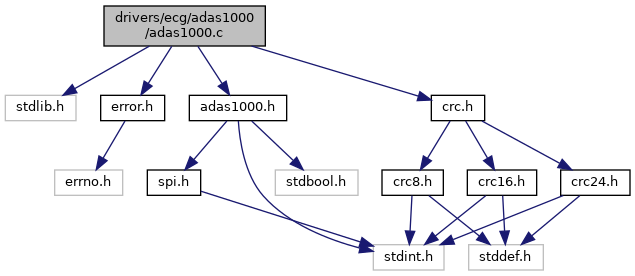 drivers/ecg/adas1000
/adas1000.c
stdlib.h
error.h
adas1000.h
crc.h
errno.h
spi.h
stdbool.h
crc8.h
crc16.h
crc24.h
stdint.h
stddef.h